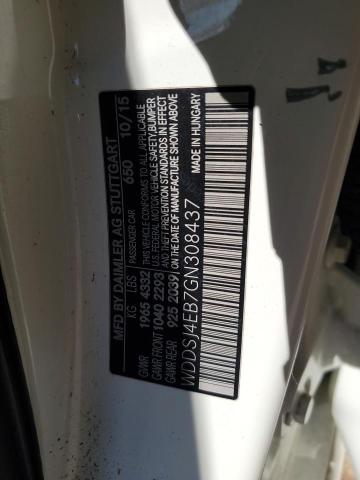 MFD BY DAIMLER AG STUTTGART
PASSENGER CAR 650 10/15
KG LBS
GVWR 1965 4332
GAWR FRONT 1040 2293
GAWR REAR 925 2039
THIS VEHICLE CONFORMS TO ALL APPLICABLE
U.S. FEDERAL MOTOR VEHICLE SAFETY, BUMPER
AND THEFT PREVENTION STANDARDS IN EFFECT ON THE
DATE OF MANUFACTURE SHOWN ABOVE
WDDSJ4EB7GN308437
MADE IN HUNGARY